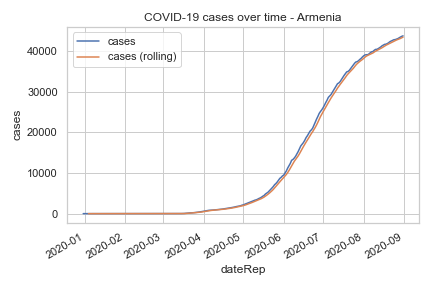 COVID-19 cases over time - Armenia
cases
cases (rolling)
cases
40000
30000
20000
10000
0
2020-01
2020-02
2020-03
2020-04
2020-05
2020-06
2020-07
2020-08
2020-09
dateRep